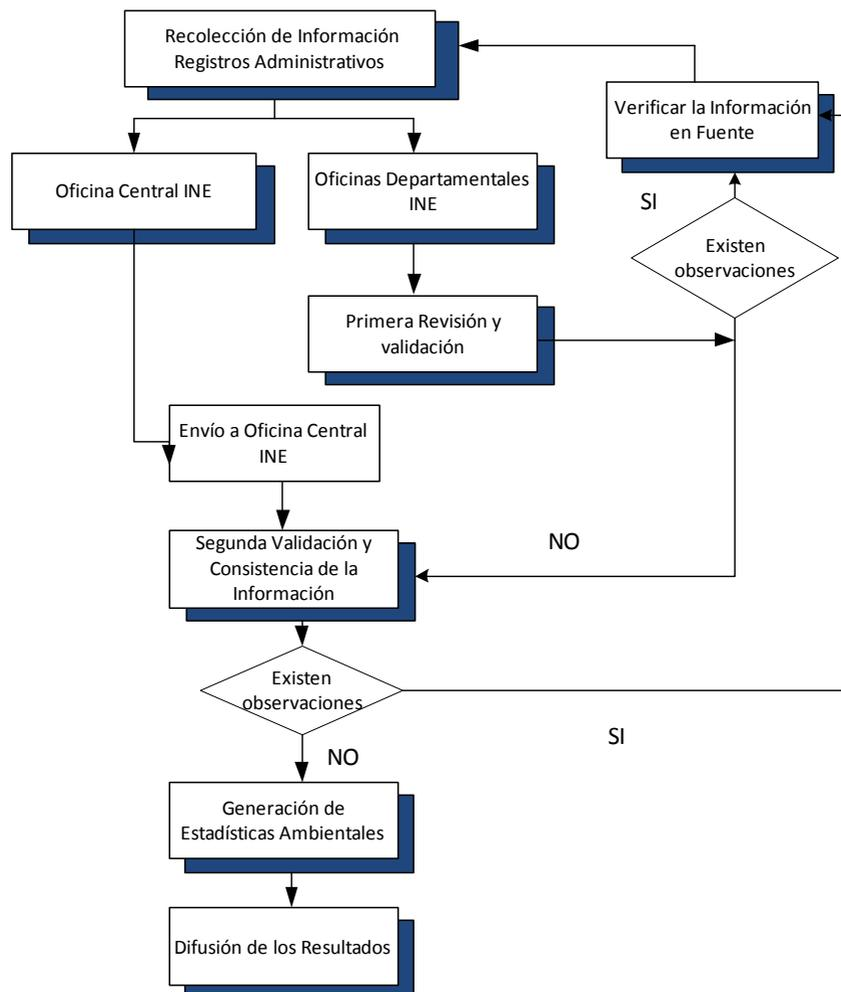 Recolección de Información
Registros Administrativos
Verificar la Información
en Fuente
Oficina Central INE
Oficinas Departamentales
INE
SI
Existen
observaciones
Primera Revisión y
validación
Envío a Oficina Central
INE
Segunda Validación y
Consistencia de la
Información
NO
Existen
observaciones
SI
NO
Generación de
Estadísticas Ambientales
Difusión de los Resultados